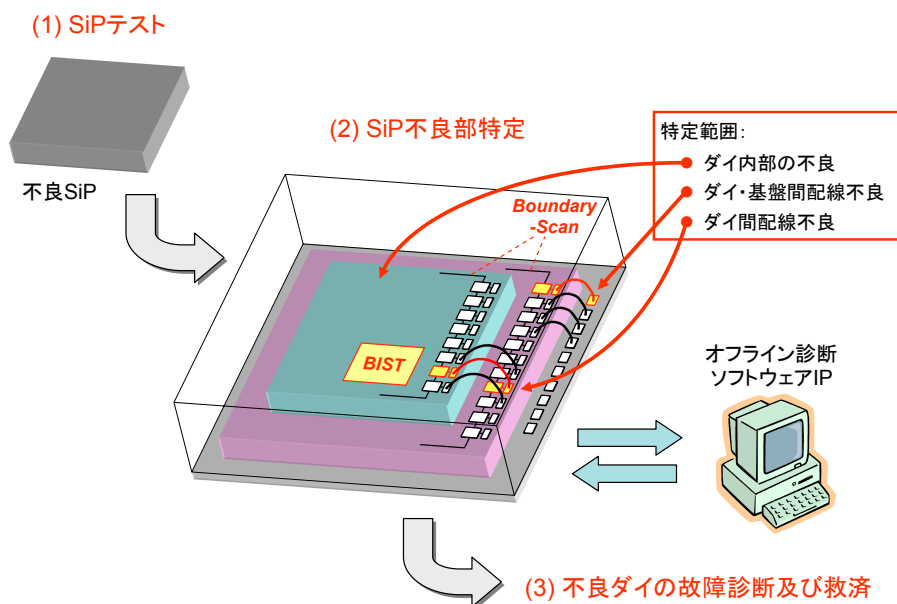 (1) SiPテスト
不良SiP
(2) SiP不良部特定
特定範囲:
ダイ内部の不良
ダイ・基盤間配線不良
ダイ間配線不良
Boundary
-Scan
BIST
オフライン診断
ソフトウェアIP
(3) 不良ダイの故障診断及び救済